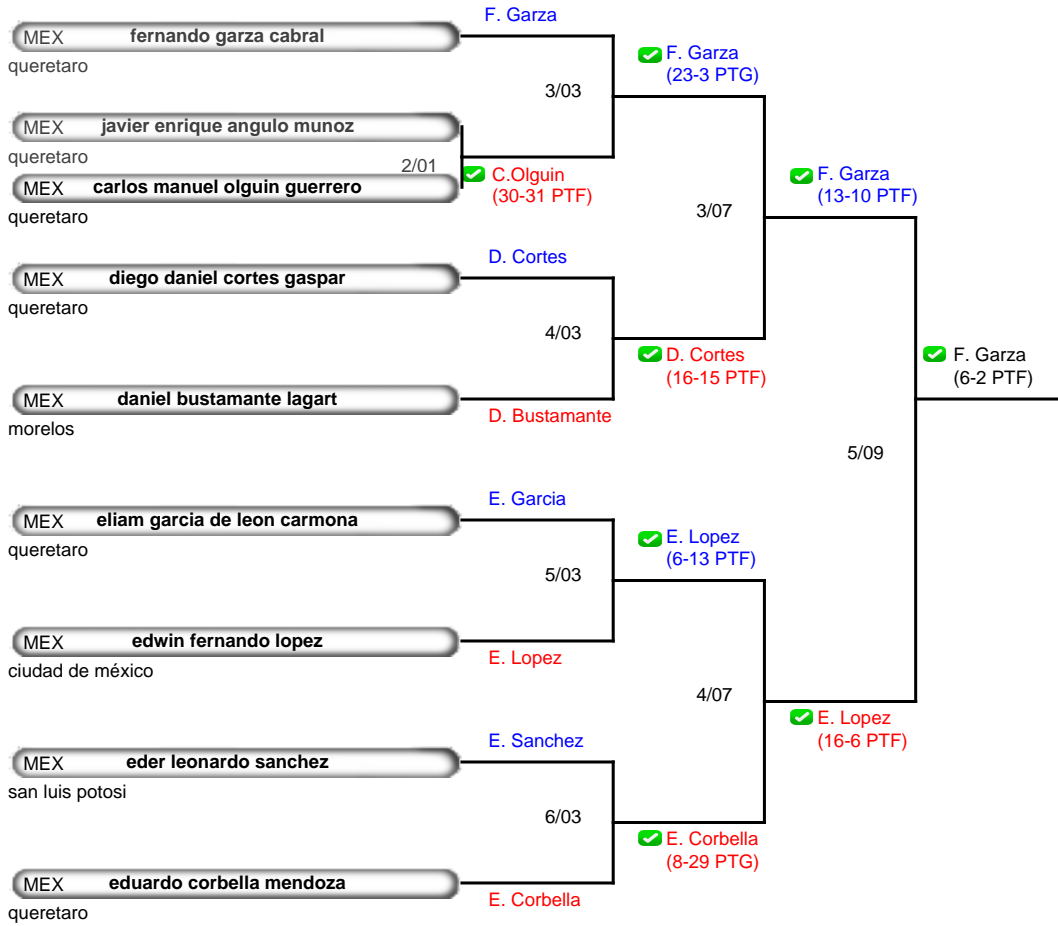 F. Garza
MEX fernando garza cabral
queretaro
F. Garza
(23-3 PTG)
3/03
MEX javier enrique angulo munoz
queretaro
2/01
C.Olguin
(30-31 PTF)
MEX carlos manuel olguin guerrero
queretaro
F. Garza
(13-10 PTF)
3/07
D. Cortes
MEX diego daniel cortes gaspar
queretaro
4/03
D. Cortes
(16-15 PTF)
F. Garza
(6-2 PTF)
MEX daniel bustamante lagart
morelos
D. Bustamante
5/09
E. Garcia
MEX eliam garcia de leon carmona
queretaro
E. Lopez
(6-13 PTF)
5/03
MEX edwin fernando lopez
ciudad de méxico
E. Lopez
4/07
E. Lopez
(16-6 PTF)
E. Sanchez
MEX eder leonardo sanchez
san luis potosi
6/03
E. Corbella
(8-29 PTG)
MEX eduardo corbella mendoza
queretaro
E. Corbella